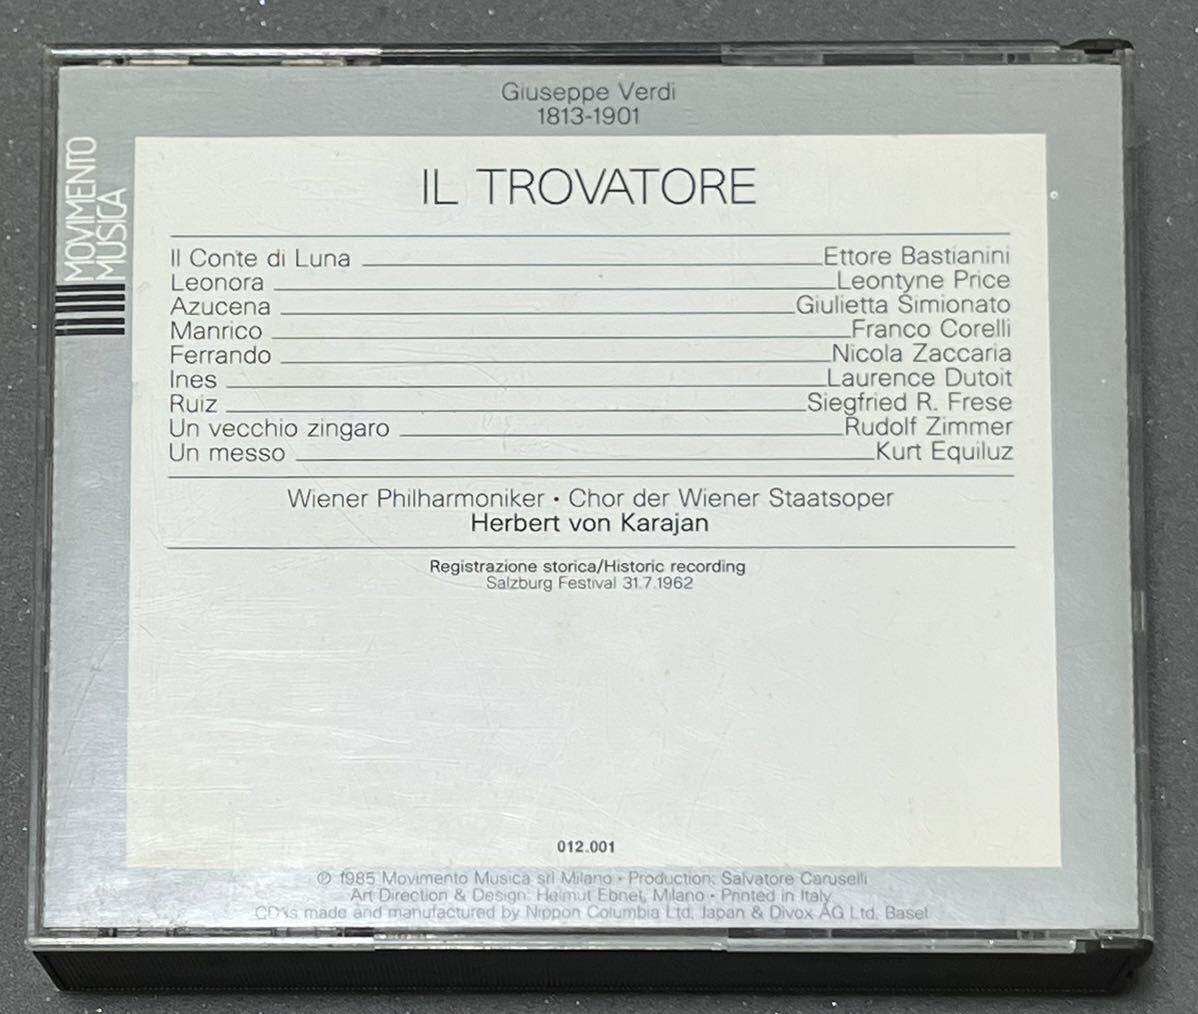 Giuseppe Verdi
1813-1901
MOVIMENTO
MUSICA
IL TROVATORE
Il Conte di Luna Ettore Bastianini
Leonora Leontyne Price
Azucena Giulietta Simionato
Manrico Franco Corelli
Ferrando Nicola Zaccaria
Ines Laurence Dutoit
Ruiz Siegfried R. Frese
Un vecchio zingaro Rudolf Zimmer
Un messo Kurt Equiluz
Wiener Philharmoniker • Chor der Wiener Staatsoper
Herbert von Karajan
Registrazione storica/Historic recording
Salzburg Festival 31.7.1962
012.001
℗ 1985 Movimento Musica srl Milano • Production: Salvatore Caruselli
Art Direction & Design: Helmut Ebnet, Milano • Printed in Italy
CD's made and manufactured by Nippon Columbia Ltd. Japan & Divox AG Ltd. Basel